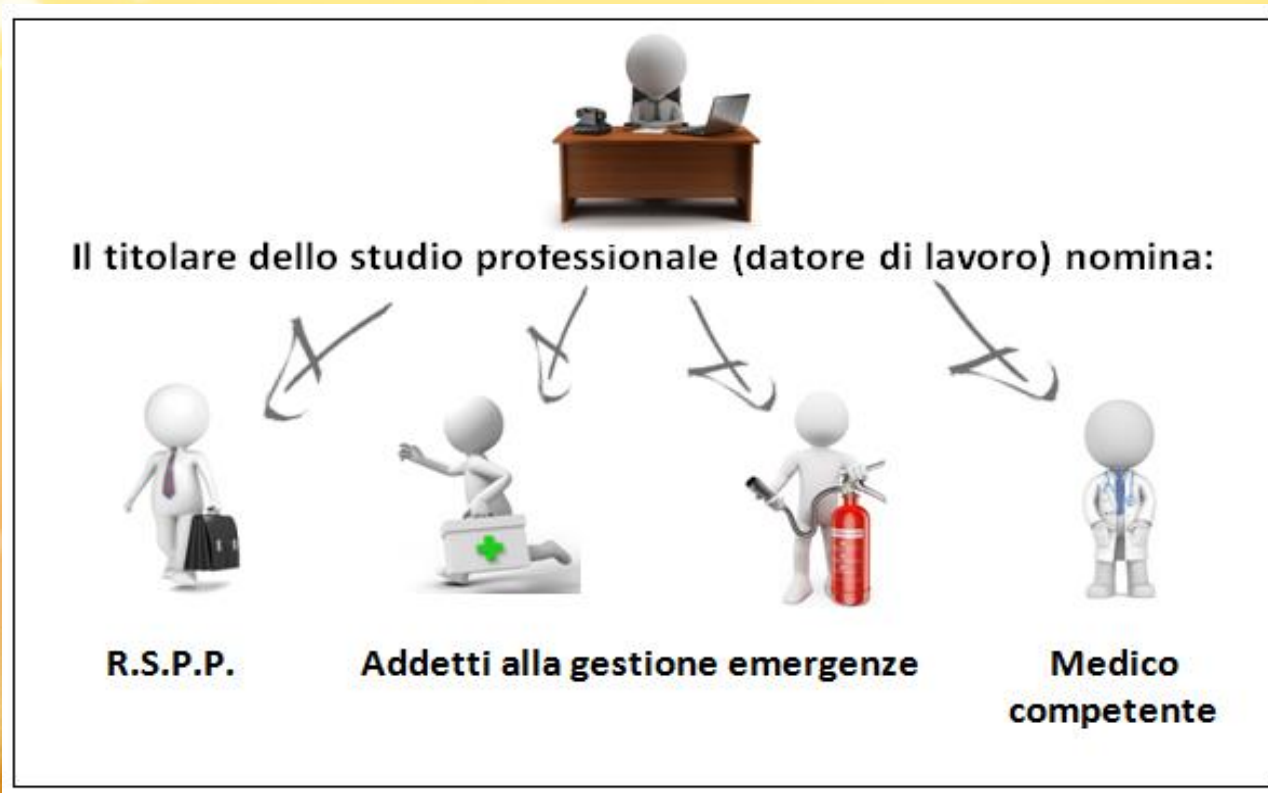 Il titolare dello studio professionale (datore di lavoro) nomina:
R.S.P.P.
Addetti alla gestione emergenze
Medico
competente